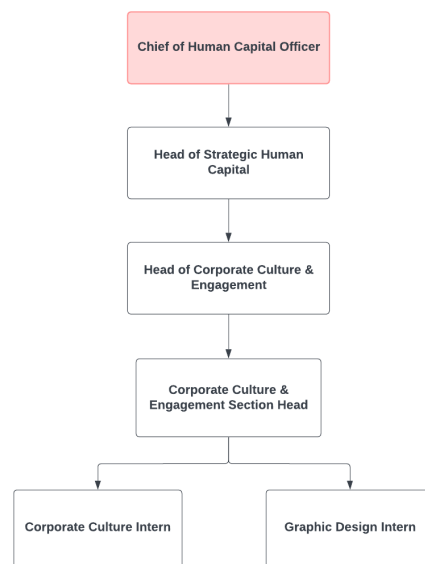 Chief of Human Capital Officer
Head of Strategic Human
Capital
Head of Corporate Culture &
Engagement
Corporate Culture &
Engagement Section Head
Corporate Culture Intern
Graphic Design Intern